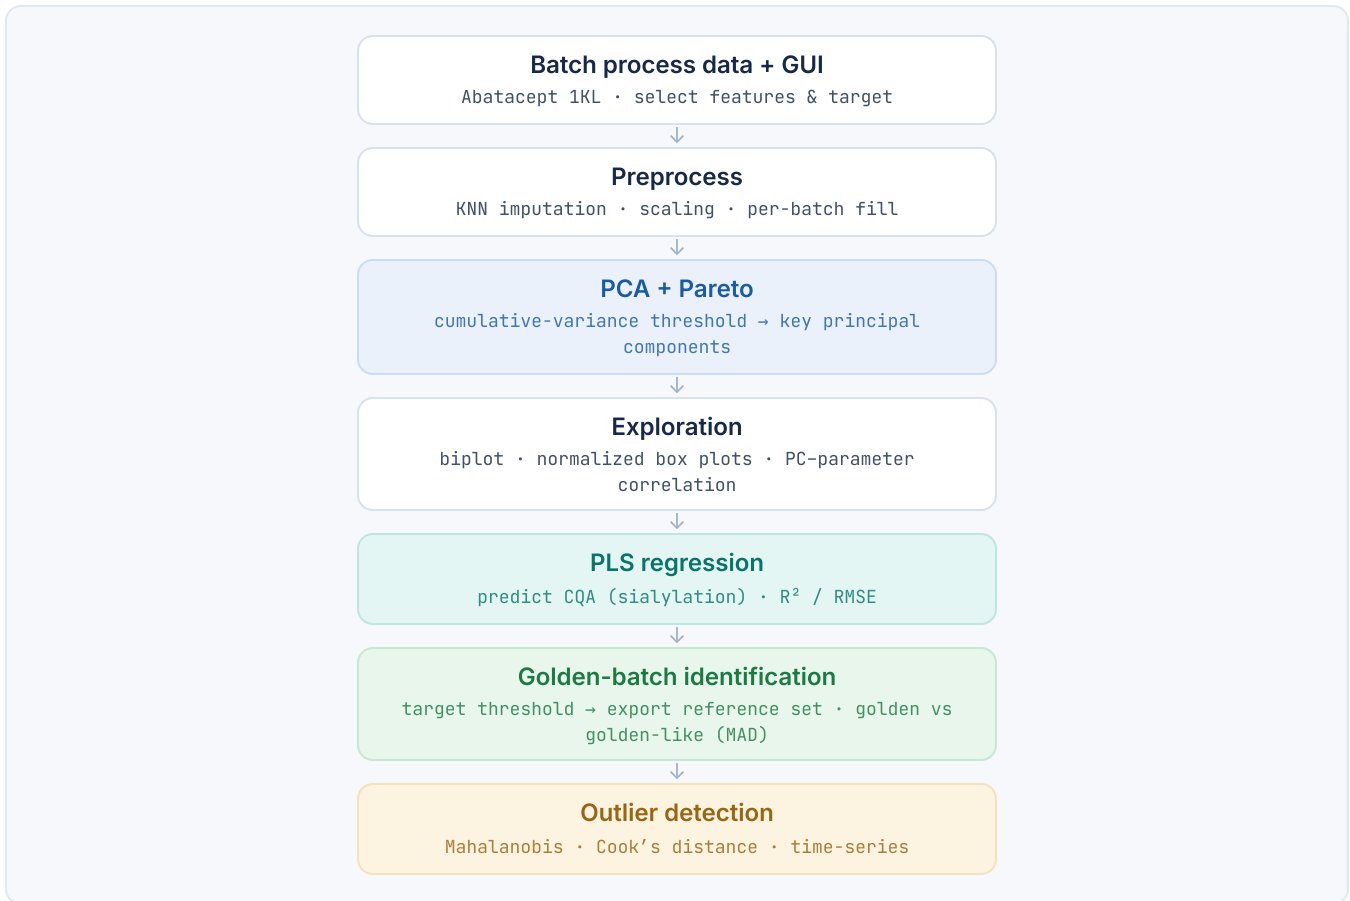 Batch process data + GUI
Abatacept 1KL · select features & target
↓
Preprocess
KNN imputation · scaling · per-batch fill
↓
PCA + Pareto
cumulative-variance threshold → key principal
components
↓
Exploration
biplot · normalized box plots · PC–parameter
correlation
↓
PLS regression
predict CQA (sialylation) · R² / RMSE
↓
Golden-batch identification
target threshold → export reference set · golden vs
golden-like (MAD)
↓
Outlier detection
Mahalanobis · Cook’s distance · time-series